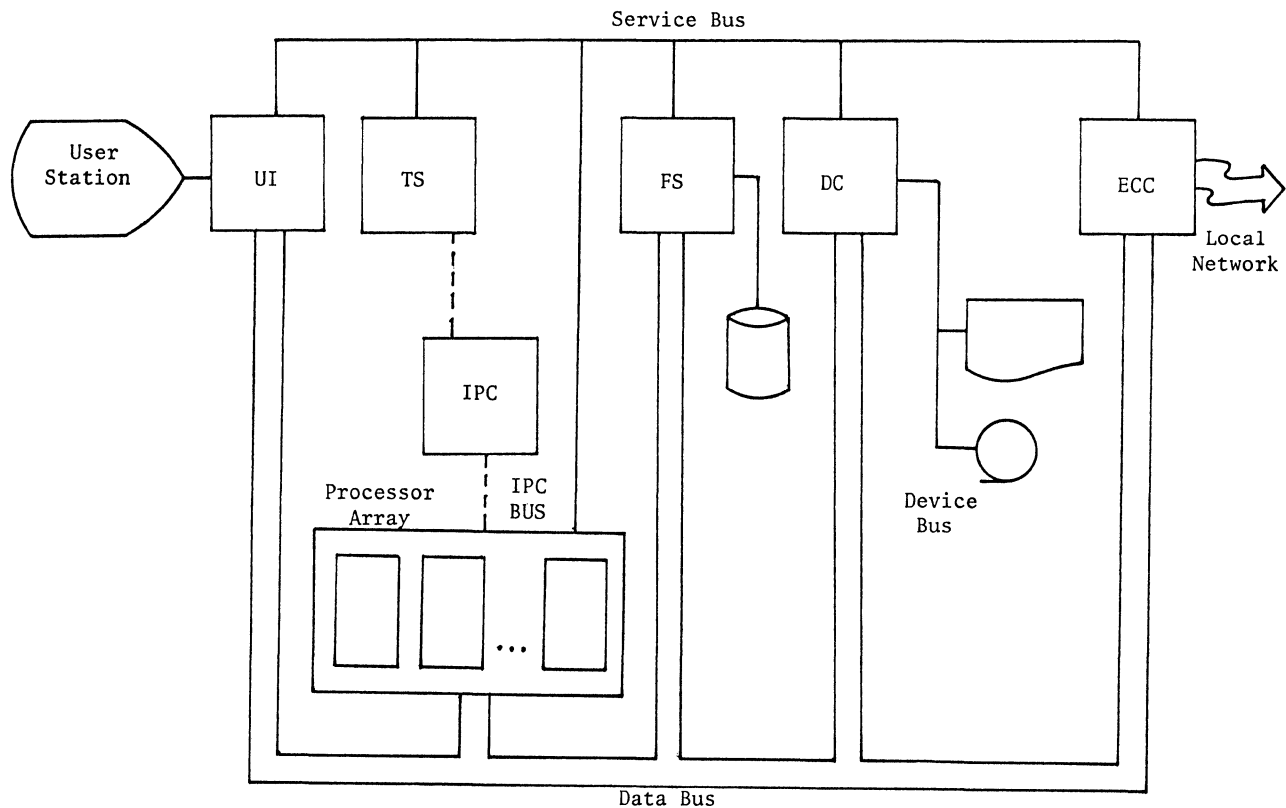 Service Bus
User
Station
UI
TS
FS
DC
ECC
Local
Network
IPC
Processor
Array
IPC
BUS
...
Device
Bus
Data Bus